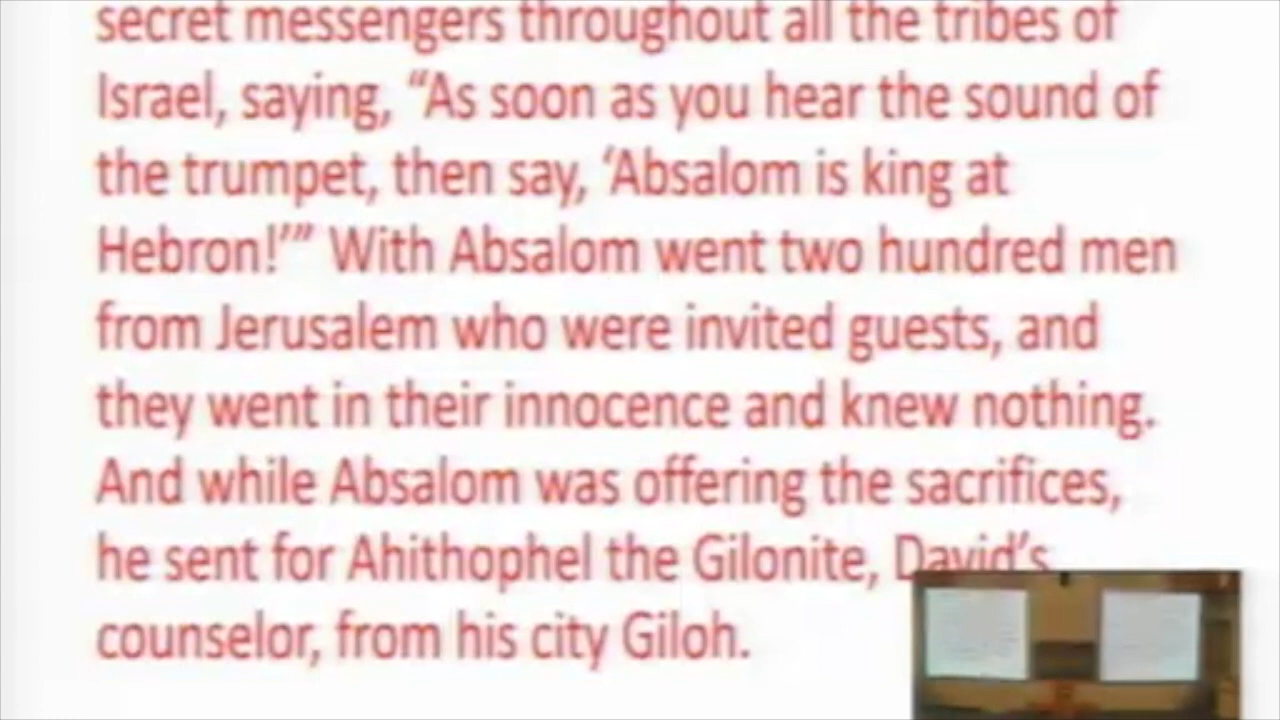 secret messengers throughout all the tribes of
Israel, saying, “As soon as you hear the sound of
the trumpet, then say, ‘Absalom is king at
Hebron!’” With Absalom went two hundred men
from Jerusalem who were invited guests, and
they went in their innocence and knew nothing.
And while Absalom was offering the sacrifices,
he sent for Ahithophel the Gilonite, David’s
counselor, from his city Giloh.